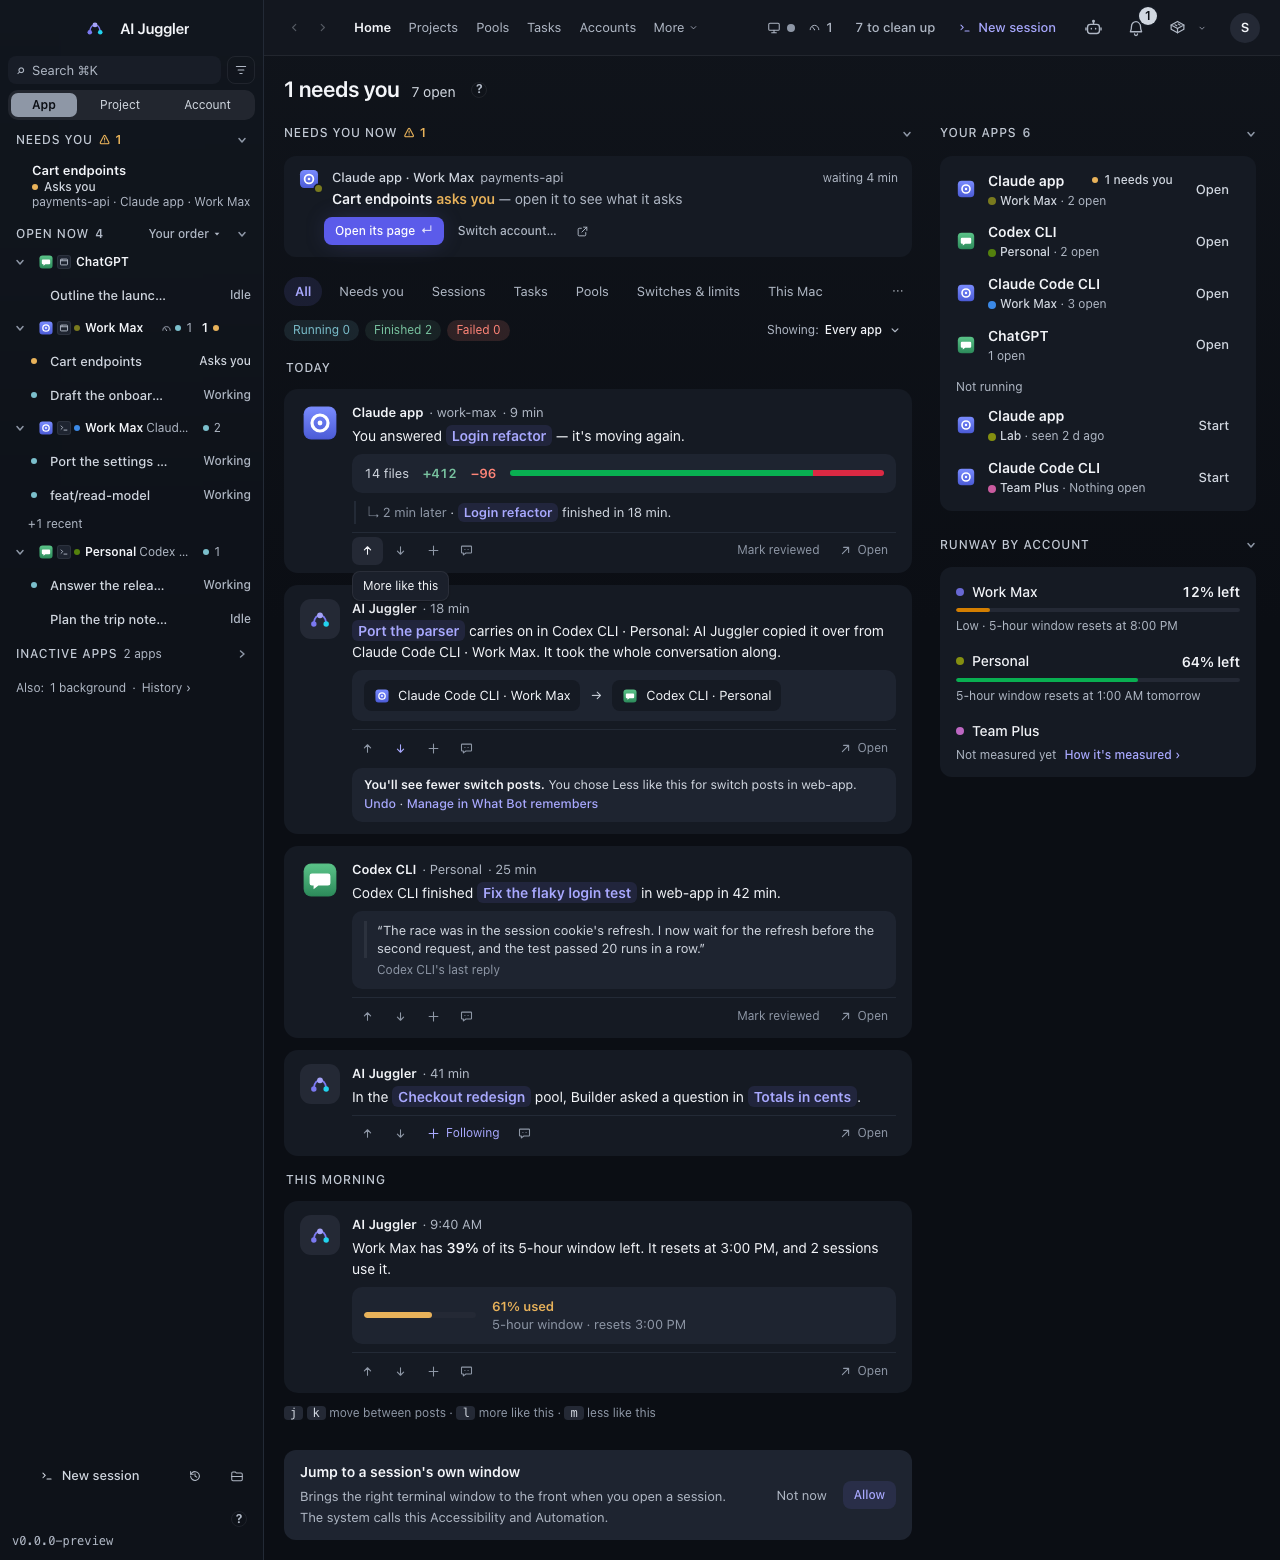 AI Juggler
Search ⌘K
App Project Account
NEEDS YOU 1
Cart endpoints
Asks you
payments-api · Claude app · Work Max
OPEN NOW 4 Your order
ChatGPT
Outline the launc... Idle
Work Max 1 1
Cart endpoints Asks you
Draft the onboar... Working
Work Max Claud... 2
Port the settings ... Working
feat/read-model Working
+1 recent
Personal Codex ... 1
Answer the relea... Working
Plan the trip note... Idle
INACTIVE APPS 2 apps
Also: 1 background · History ›
New session
?
v0.0.0-preview
Home Projects Pools Tasks Accounts More
1 7 to clean up New session 1 S
1 needs you 7 open ?
NEEDS YOU NOW 1
Claude app · Work Max payments-api waiting 4 min
Cart endpoints asks you — open it to see what it asks
Open its page ↵ Switch account...
All Needs you Sessions Tasks Pools Switches & limits This Mac ···
Running 0 Finished 2 Failed 0 Showing: Every app
TODAY
Claude app · work-max · 9 min
You answered Login refactor — it's moving again.
14 files +412 −96
2 min later · Login refactor finished in 18 min.
Mark reviewed Open
More like this
AI Juggler · 18 min
Port the parser carries on in Codex CLI · Personal: AI Juggler copied it over from
Claude Code CLI · Work Max. It took the whole conversation along.
Claude Code CLI · Work Max → Codex CLI · Personal
Open
You'll see fewer switch posts. You chose Less like this for switch posts in web-app.
Undo · Manage in What Bot remembers
Codex CLI · Personal · 25 min
Codex CLI finished Fix the flaky login test in web-app in 42 min.
“The race was in the session cookie's refresh. I now wait for the refresh before the
second request, and the test passed 20 runs in a row.”
Codex CLI's last reply
Mark reviewed Open
AI Juggler · 41 min
In the Checkout redesign pool, Builder asked a question in Totals in cents .
Following Open
THIS MORNING
AI Juggler · 9:40 AM
Work Max has 39% of its 5-hour window left. It resets at 3:00 PM, and 2 sessions
use it.
61% used
5-hour window · resets 3:00 PM
Open
j k move between posts · l more like this · m less like this
Jump to a session's own window
Brings the right terminal window to the front when you open a session.
The system calls this Accessibility and Automation.
Not now Allow
YOUR APPS 6
Claude app 1 needs you
Work Max · 2 open
Open
Codex CLI
Personal · 2 open
Open
Claude Code CLI
Work Max · 3 open
Open
ChatGPT
1 open
Open
Not running
Claude app
Lab · seen 2 d ago
Start
Claude Code CLI
Team Plus · Nothing open
Start
RUNWAY BY ACCOUNT
Work Max 12% left
Low · 5-hour window resets at 8:00 PM
Personal 64% left
5-hour window resets at 1:00 AM tomorrow
Team Plus
Not measured yet How it's measured ›